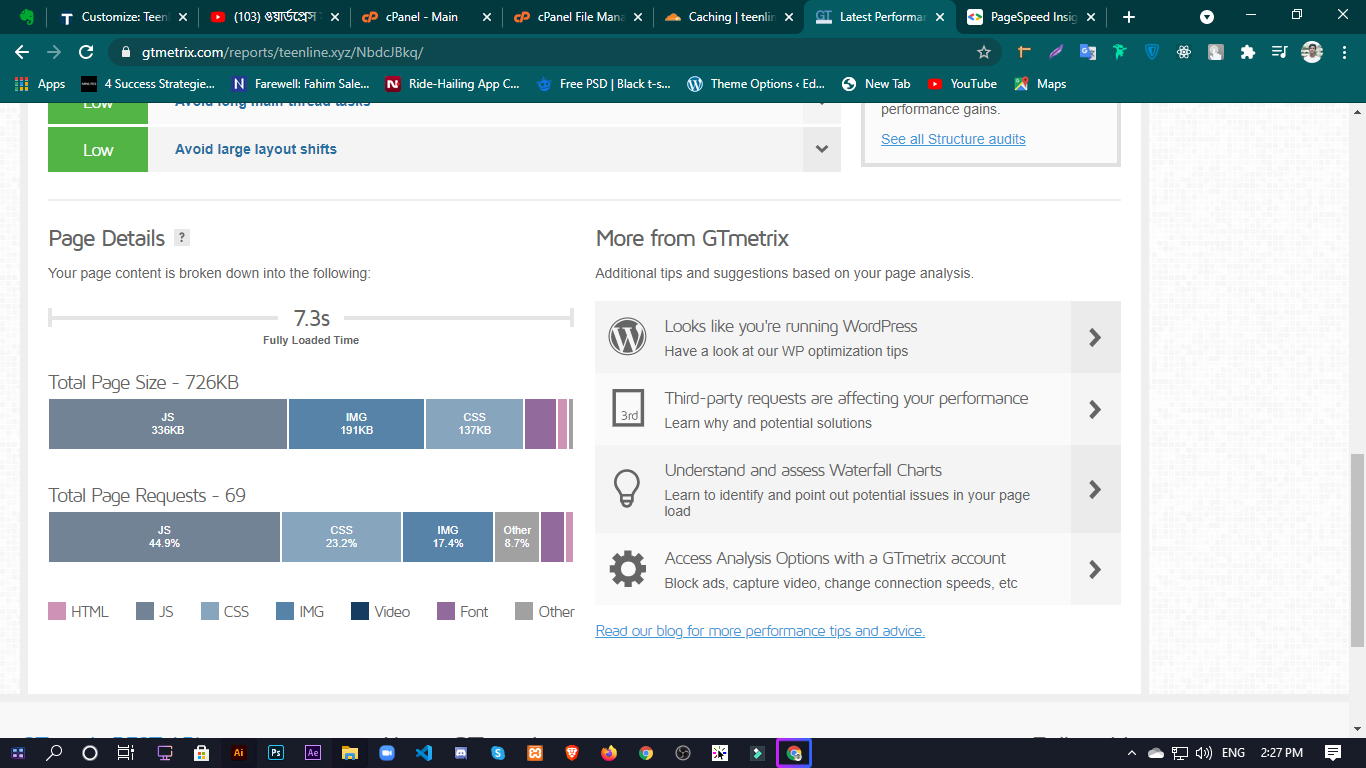 Customize: Teenl
(103) ওয়ার্ডপ্রেস
cPanel - Main
cPanel File Mana
Caching | teenlin
GT
Latest Performan
PageSpeed Insig
gtmetrix.com/reports/teenline.xyz/NbdcJBkq/
Apps
4 Success Strategie...
N
Farewell: Fahim Sale...
Ride-Hailing App C...
Free PSD | Black t-s...
Theme Options ‹ Ed...
New Tab
YouTube
Maps
Low
Avoid long main thread tasks
performance gains.
See all Structure audits
Low
Avoid large layout shifts
Page Details ?
Your page content is broken down into the following:
7.3s
Fully Loaded Time
Total Page Size - 726KB
JS
336KB
IMG
191KB
CSS
137KB
Total Page Requests - 69
JS
44.9%
CSS
23.2%
IMG
17.4%
Other
8.7%
HTML
JS
CSS
IMG
Video
Font
Other
More from GTmetrix
Additional tips and suggestions based on your page analysis.
Looks like you're running WordPress
Have a look at our WP optimization tips
3rd
Third-party requests are affecting your performance
Learn why and potential solutions
Understand and assess Waterfall Charts
Learn to identify and point out potential issues in your page
load
Access Analysis Options with a GTmetrix account
Block ads, capture video, change connection speeds, etc
Read our blog for more performance tips and advice.
Ai
Ps
Ae
ENG
2:27 PM